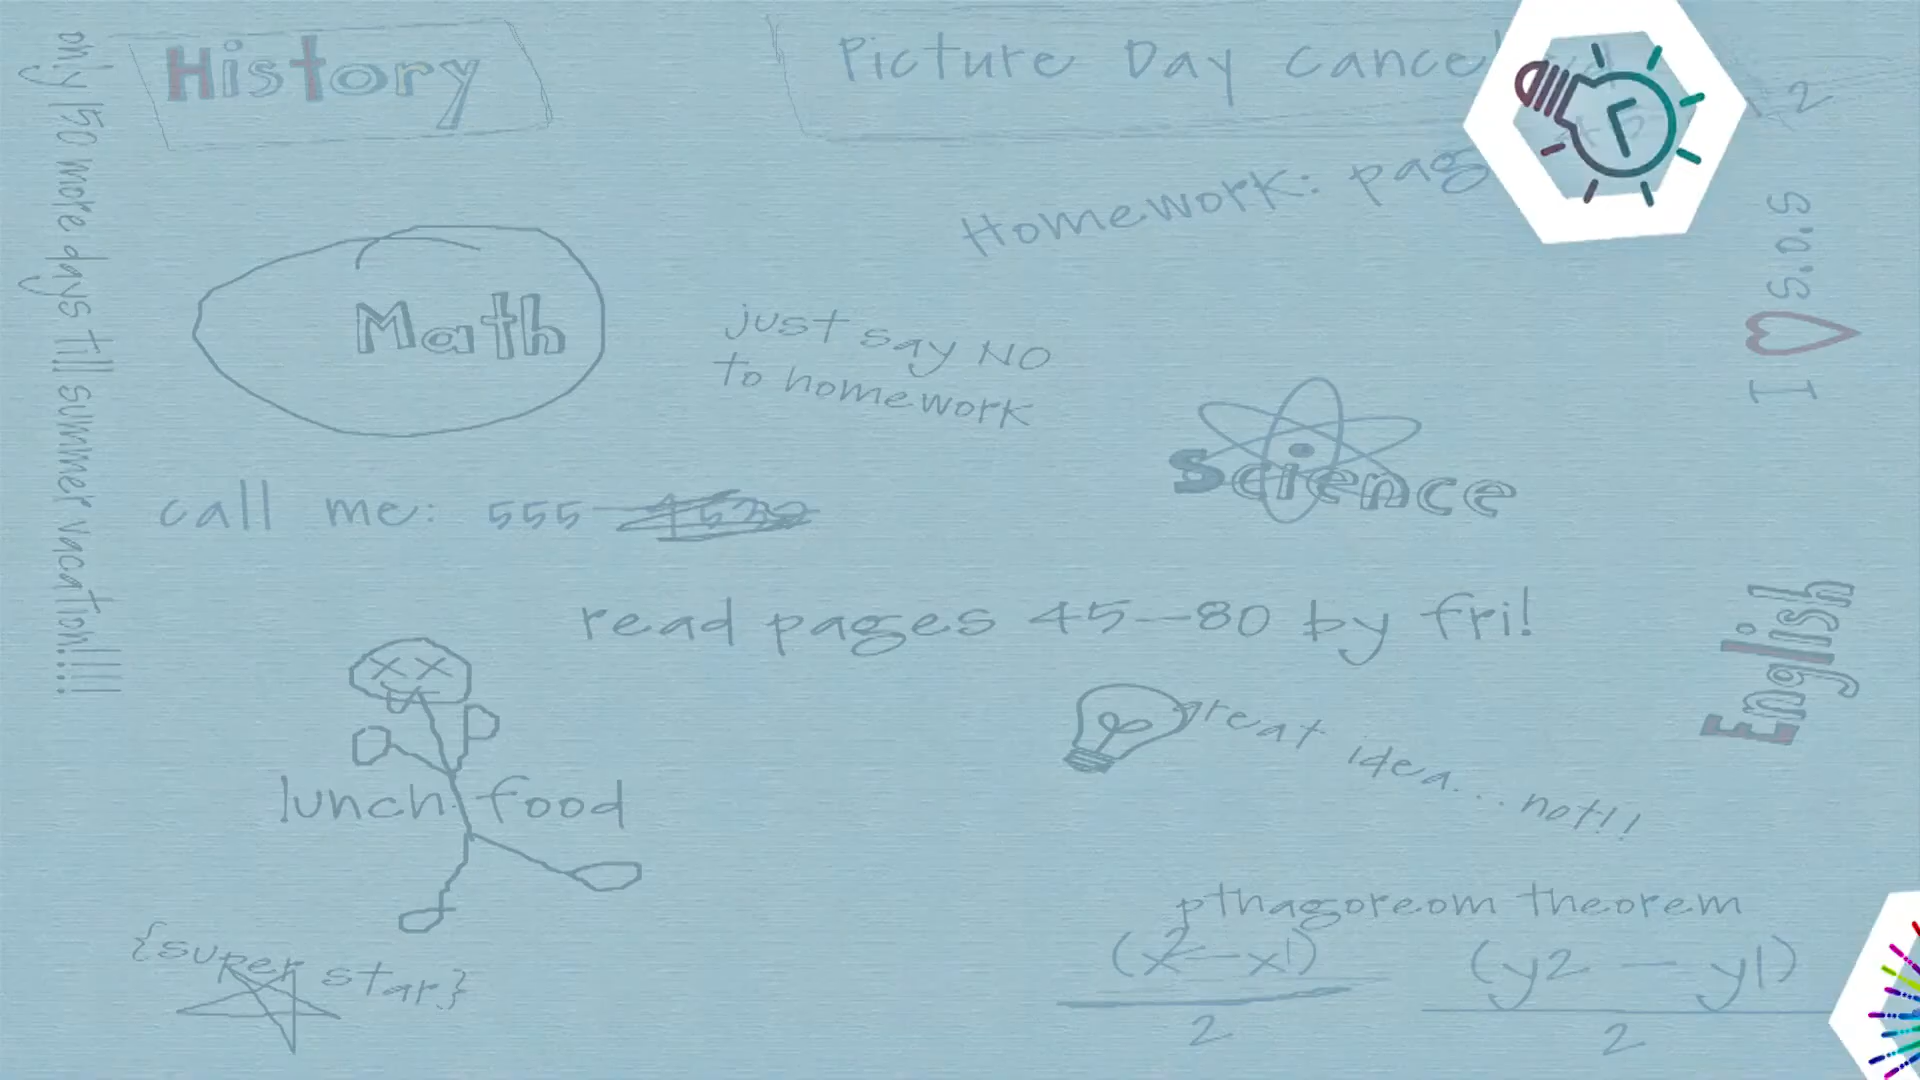 only 150 more days till summer vacation!!!!!
History
Picture Day Cance
Homework: pag
I ♡ s.o.s
Math
just say NO
to homework
Science
call me: 555-
read pages 45-80 by fri!
English
great idea... not!!
lunch food
{super star}
pthagoreom theorem
(x2-x1)
2
(y2 - y1)
2